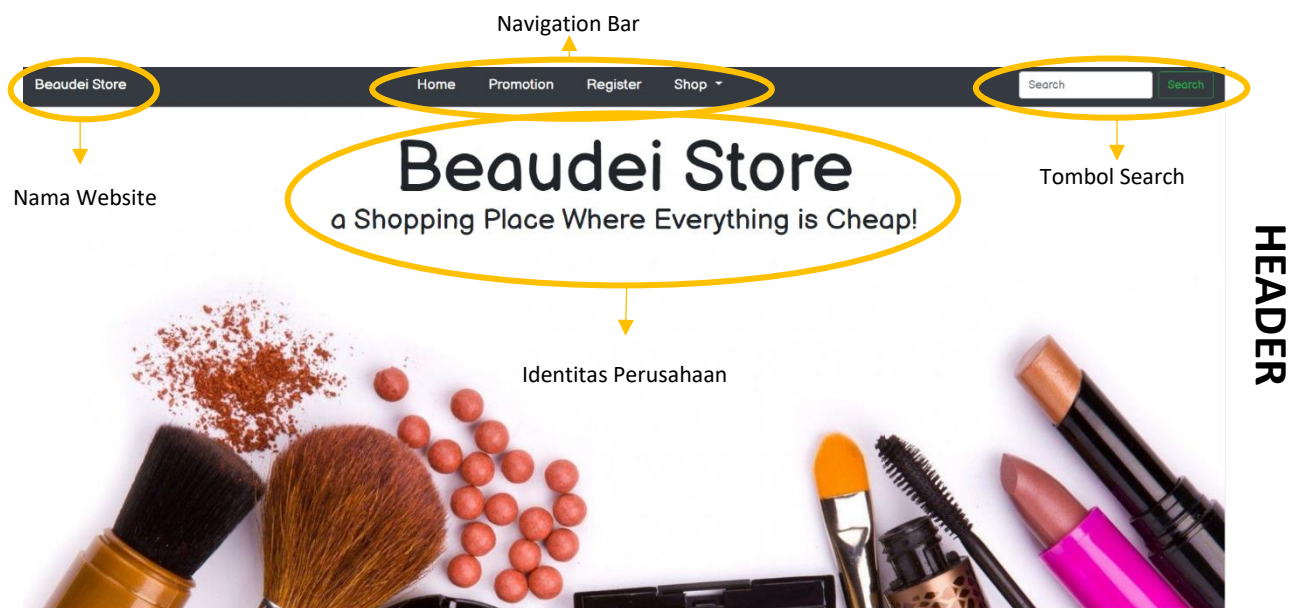 Navigation Bar
Beaudei Store
Home Promotion Register Shop
Search Search
Beaudei Store
a Shopping Place Where Everything is Cheap!
Nama Website
Tombol Search
Identitas Perusahaan
HEADER